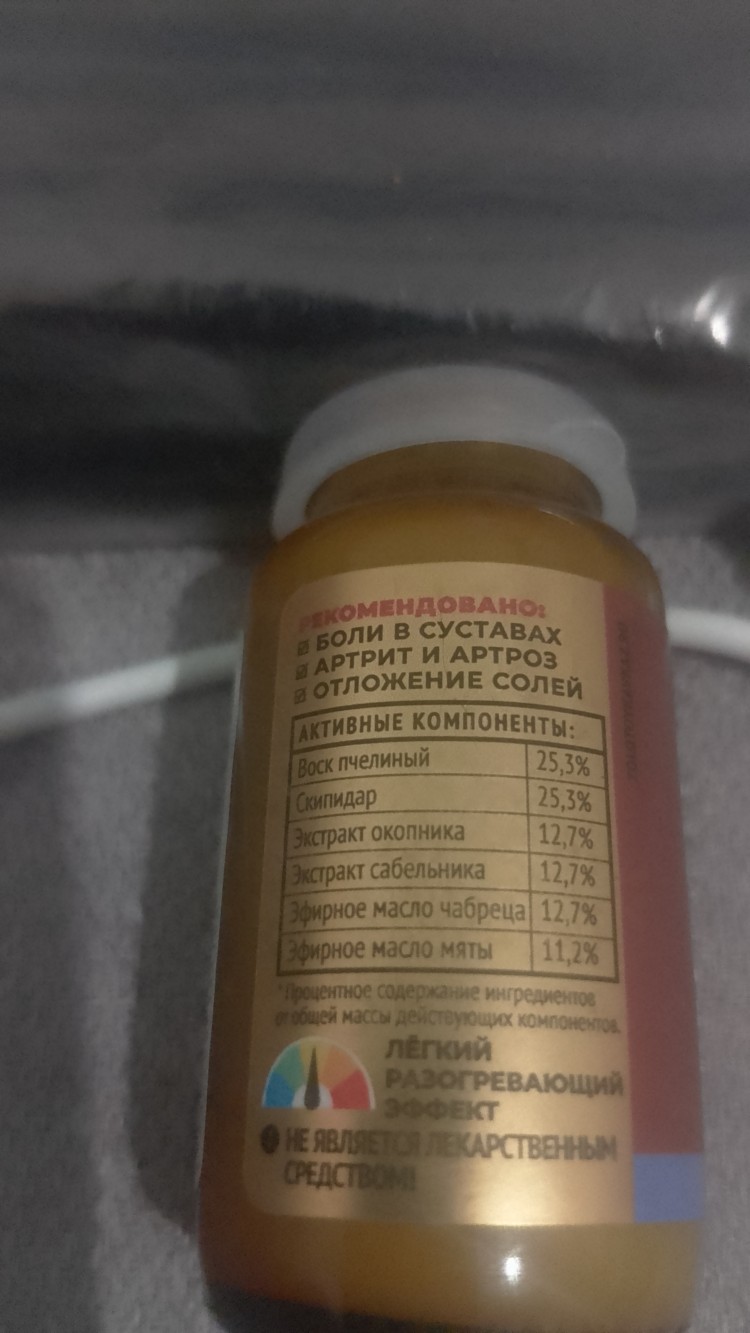 РЕКОМЕНДОВАНО:
БОЛИ В СУСТАВАХ
АРТРИТ И АРТРОЗ
ОТЛОЖЕНИЕ СОЛЕЙ
АКТИВНЫЕ КОМПОНЕНТЫ:
Воск пчелиный 25,3%
Скипидар 25,3%
Экстракт окопника 12,7%
Экстракт сабельника 12,7%
Эфирное масло чабреца 12,7%
Эфирное масло мяты 11,2%
*Процентное содержание ингредиентов
от общей массы действующих компонентов.
ЛЁГКИЙ
РАЗОГРЕВАЮЩИЙ
ЭФФЕКТ
НЕ ЯВЛЯЕТСЯ ЛЕКАРСТВЕННЫМ
СРЕДСТВОМ!